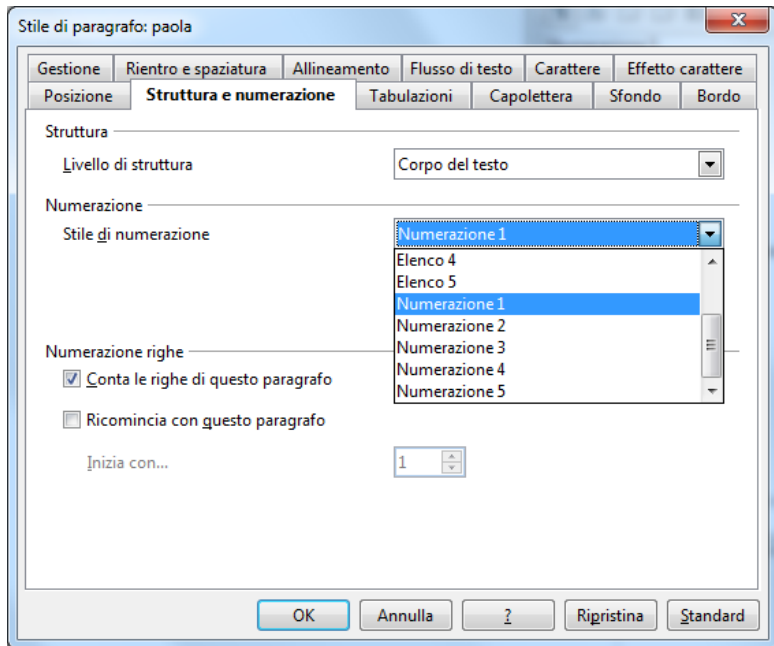 Stile di paragrafo: paola
Gestione Rientro e spaziatura Allineamento Flusso di testo Carattere Effetto carattere
Posizione Struttura e numerazione Tabulazioni Capolettera Sfondo Bordo
Struttura
Livello di struttura Corpo del testo
Numerazione
Stile di numerazione Numerazione 1
Elenco 4
Elenco 5
Numerazione 1
Numerazione 2
Numerazione 3
Numerazione 4
Numerazione 5
Numerazione righe
Conta le righe di questo paragrafo
Ricomincia con questo paragrafo
Inizia con... 1
OK Annulla ? Ripristina Standard